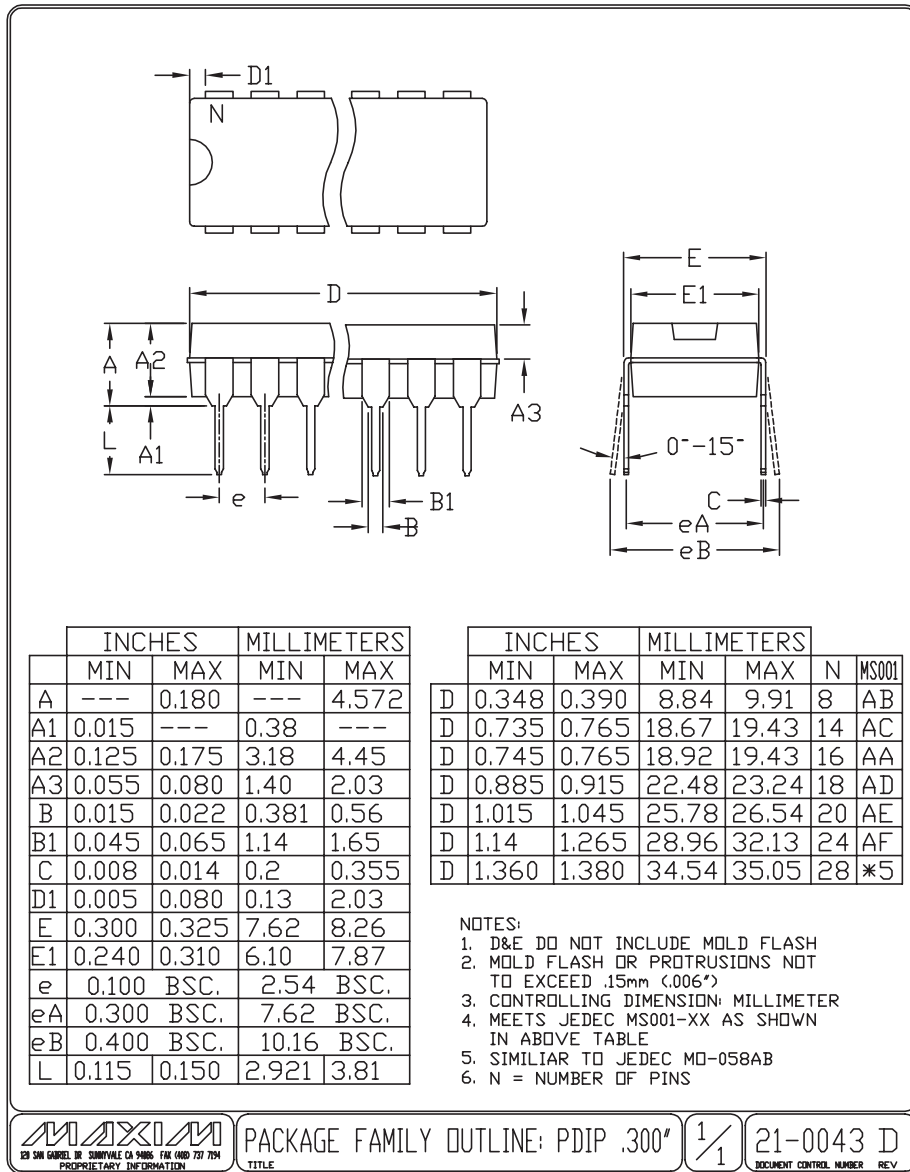 D1
N
E
E1
D
A
A2
A3
L
A1
0°-15°
e
B1
B
C
eA
eB
INCHES MILLIMETERS
MIN MAX MIN MAX
A --- 0.180 --- 4.572
A1 0.015 --- 0.38 ---
A2 0.125 0.175 3.18 4.45
A3 0.055 0.080 1.40 2.03
B 0.015 0.022 0.381 0.56
B1 0.045 0.065 1.14 1.65
C 0.008 0.014 0.2 0.355
D1 0.005 0.080 0.13 2.03
E 0.300 0.325 7.62 8.26
E1 0.240 0.310 6.10 7.87
e 0.100 BSC. 2.54 BSC.
eA 0.300 BSC. 7.62 BSC.
eB 0.400 BSC. 10.16 BSC.
L 0.115 0.150 2.921 3.81
INCHES MILLIMETERS
MIN MAX MIN MAX N MS001
D 0.348 0.390 8.84 9.91 8 AB
D 0.735 0.765 18.67 19.43 14 AC
D 0.745 0.765 18.92 19.43 16 AA
D 0.885 0.915 22.48 23.24 18 AD
D 1.015 1.045 25.78 26.54 20 AE
D 1.14 1.265 28.96 32.13 24 AF
D 1.360 1.380 34.54 35.05 28 *5
NOTES:
1. D&E DO NOT INCLUDE MOLD FLASH
2. MOLD FLASH OR PROTRUSIONS NOT
TO EXCEED .15mm (.006")
3. CONTROLLING DIMENSION: MILLIMETER
4. MEETS JEDEC MS001-XX AS SHOWN
IN ABOVE TABLE
5. SIMILIAR TO JEDEC MO-058AB
6. N = NUMBER OF PINS
MAXIM
120 SAN GABRIEL DR SUNNYVALE CA 94086 FAX (408) 737 7194
PROPRIETARY INFORMATION
PACKAGE FAMILY OUTLINE: PDIP .300"
TITLE
1/1
21-0043 D
DOCUMENT CONTROL NUMBER REV